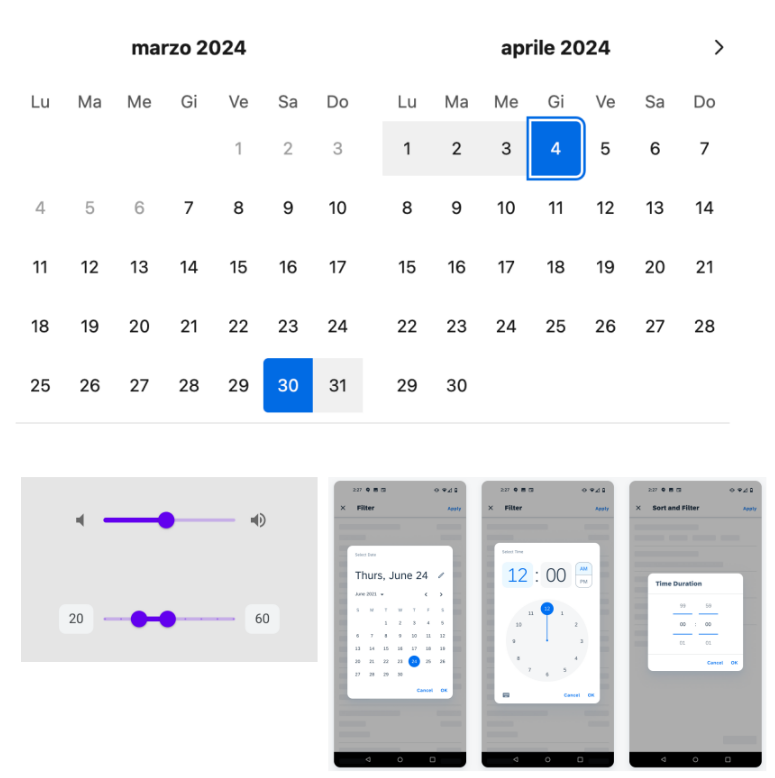 marzo 2024
Lu Ma Me Gi Ve Sa Do
1 2 3
4 5 6 7 8 9 10
11 12 13 14 15 16 17
18 19 20 21 22 23 24
25 26 27 28 29 30 31
aprile 2024
Lu Ma Me Gi Ve Sa Do
1 2 3 4 5 6 7
8 9 10 11 12 13 14
15 16 17 18 19 20 21
22 23 24 25 26 27 28
29 30
20 60
2:27
Filter Apply
Select Date
Thurs, June 24
June 2021
S M T W T F S
1 2 3 4 5
6 7 8 9 10 11 12
13 14 15 16 17 18 19
20 21 22 23 24 25 26
27 28 29 30
Cancel OK
2:27
Filter Apply
Select Time
12 : 00 AM
PM
12
11 1
10 2
9 3
8 4
7 5
6
Cancel OK
2:27
Sort and Filter Apply
Time Duration
59 59
00 : 00
01 01
Cancel OK